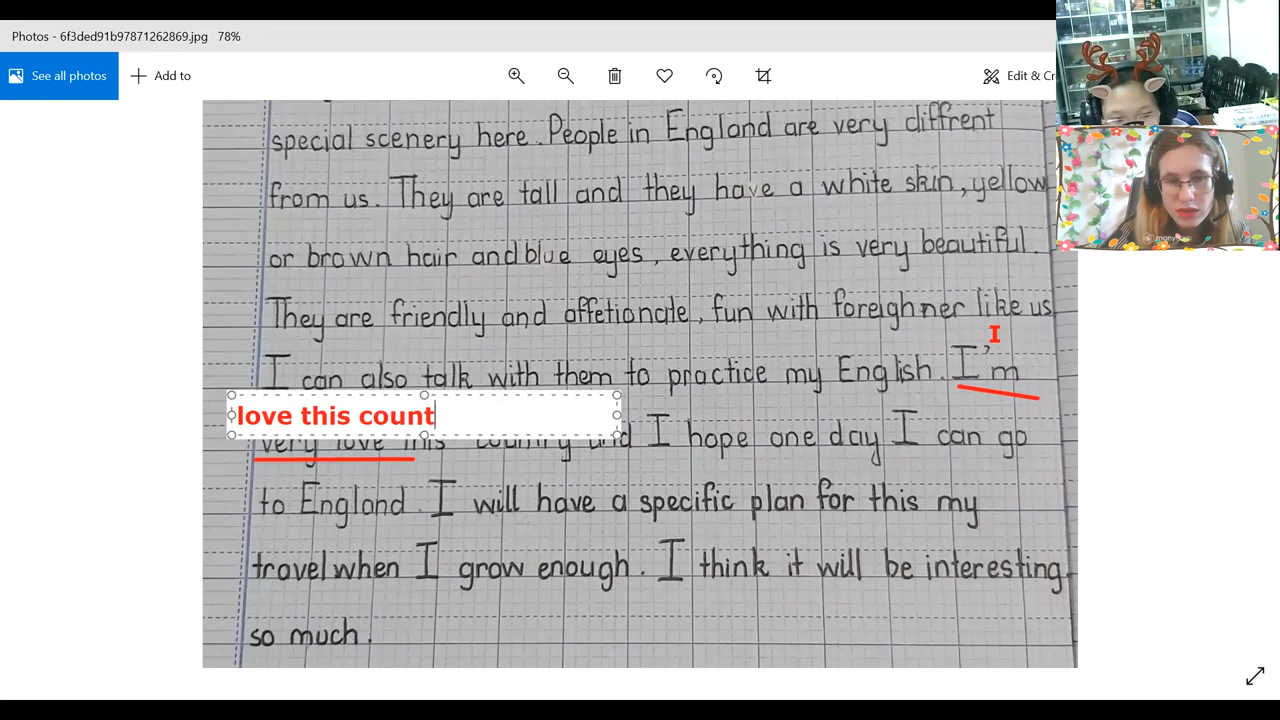 Photos - 6f3ded91b97871262869.jpg 78%
See all photos
Add to
Edit & Cr
special scenery here. People in England are very diffrent
from us. They are tall and they have a white skin, yellow
or brown hair and blue eyes, everything is very beautiful.
They are friendly and affetionate, fun with foreighner like us
I
I can also talk with them to practice my English. I'm
love this count
very love this country and I hope one day I can go
to England. I will have a specific plan for this my
travel when I grow enough. I think it will be interesting
so much.
many